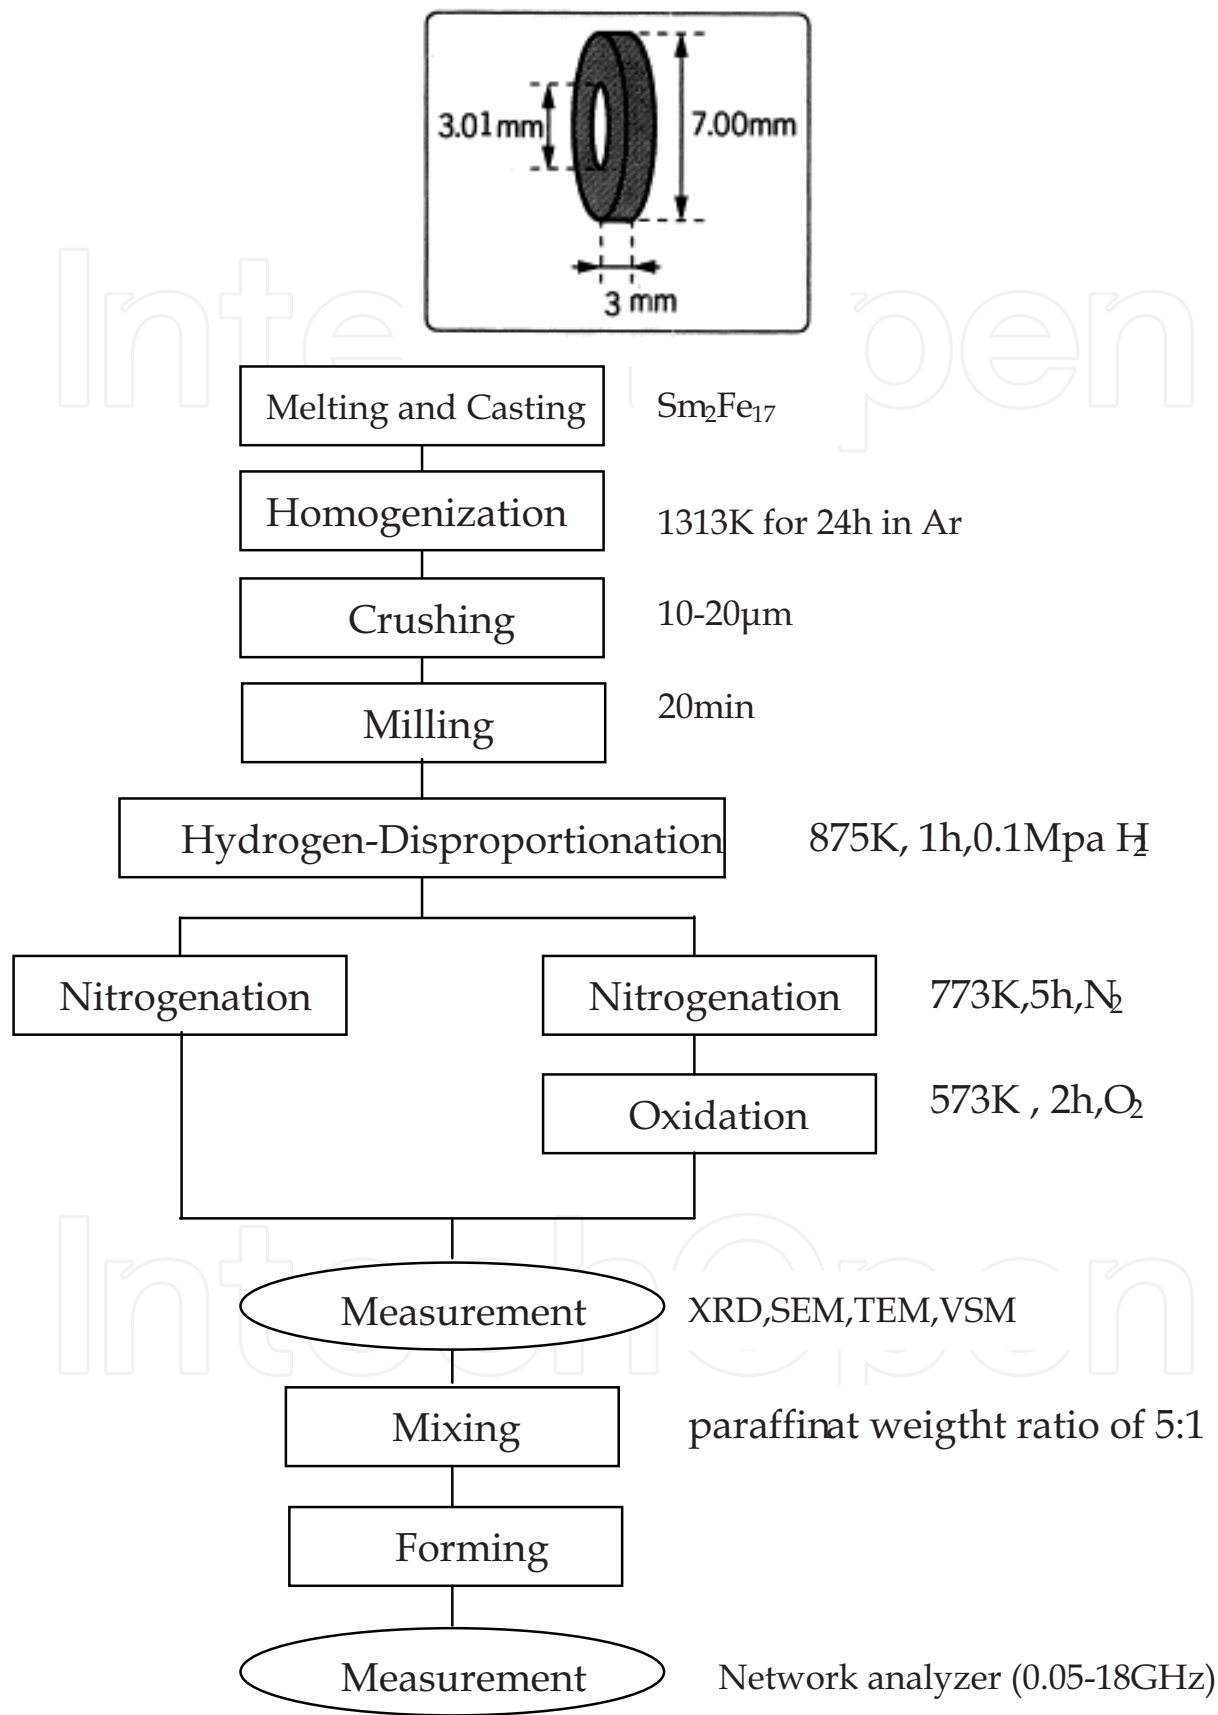 3.01mm
7.00mm
3 mm
Melting and Casting
Sm2Fe17
Homogenization
1313K for 24h in Ar
Crushing
10-20µm
Milling
20min
Hydrogen-Disproportionation
875K, 1h,0.1Mpa H2
Nitrogenation
Nitrogenation
773K,5h,N2
Oxidation
573K , 2h,O2
Measurement
XRD,SEM,TEM,VSM
Mixing
paraffinat weigtht ratio of 5:1
Forming
Measurement
Network analyzer (0.05-18GHz)
IntechOpen
IntechOpen